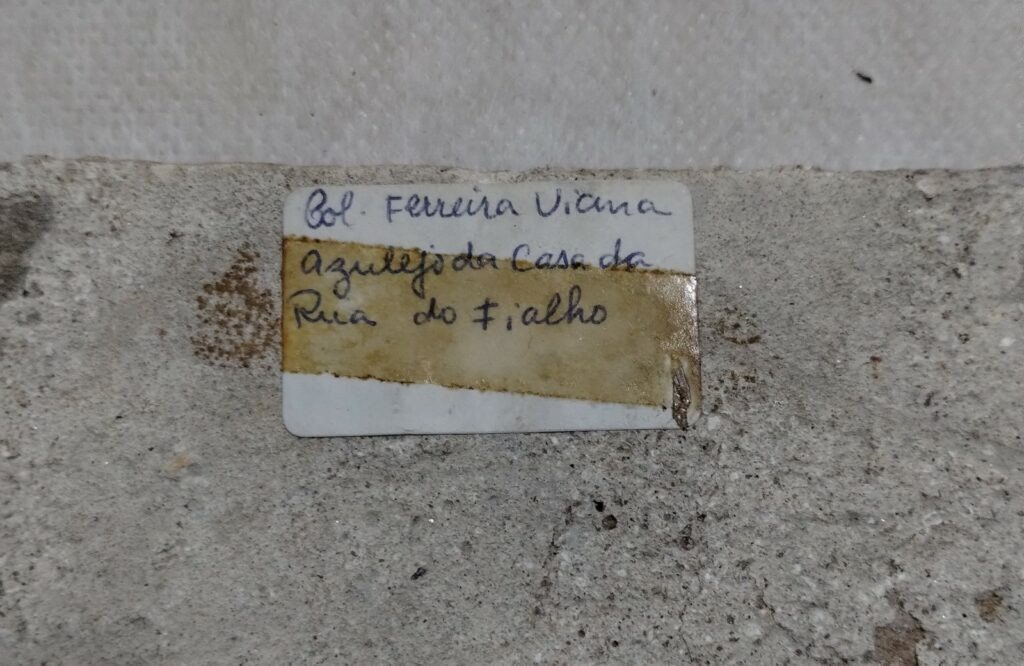 Col. Ferreira Viana
azulejo da Casa da
Rua do Fialho